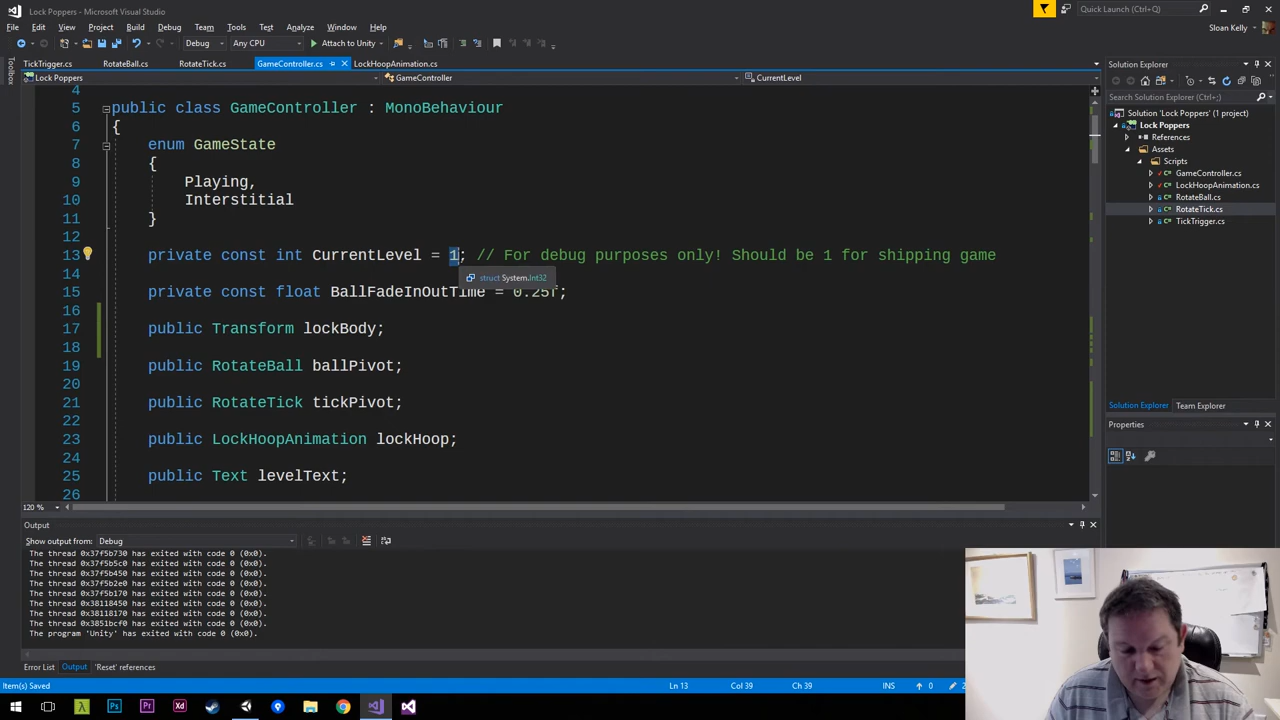 Lock Poppers - Microsoft Visual Studio
Quick Launch (Ctrl+Q)
File Edit View Project Build Debug Team Tools Test Analyze Window Help
Sloan Kelly
Debug Any CPU Attach to Unity
Toolbox
TickTrigger.cs RotateBall.cs RotateTick.cs GameController.cs LockHoopAnimation.cs
Lock Poppers GameController CurrentLevel
4
5 public class GameController : MonoBehaviour
6 {
7 enum GameState
8 {
9 Playing,
10 Interstitial
11 }
12
13 private const int CurrentLevel = 1; // For debug purposes only! Should be 1 for shipping game
struct System.Int32
14
15 private const float BallFadeInOutTime = 0.25f;
16
17 public Transform lockBody;
18
19 public RotateBall ballPivot;
20
21 public RotateTick tickPivot;
22
23 public LockHoopAnimation lockHoop;
24
25 public Text levelText;
26
120 %
Solution Explorer
Search Solution Explorer (Ctrl+;)
Solution 'Lock Poppers' (1 project)
Lock Poppers
References
Assets
Scripts
GameController.cs
LockHoopAnimation.cs
RotateBall.cs
RotateTick.cs
TickTrigger.cs
Solution Explorer Team Explorer
Properties
Output
Show output from: Debug
The thread 0x37f5b730 has exited with code 0 (0x0).
The thread 0x37f5b5c0 has exited with code 0 (0x0).
The thread 0x37f5b450 has exited with code 0 (0x0).
The thread 0x37f5b2e0 has exited with code 0 (0x0).
The thread 0x37f5b170 has exited with code 0 (0x0).
The thread 0x38118450 has exited with code 0 (0x0).
The thread 0x38118170 has exited with code 0 (0x0).
The thread 0x3851bcf0 has exited with code 0 (0x0).
The program 'Unity' has exited with code 0 (0x0).
Error List Output 'Reset' references
Item(s) Saved Ln 13 Col 39 Ch 39 INS 0 2